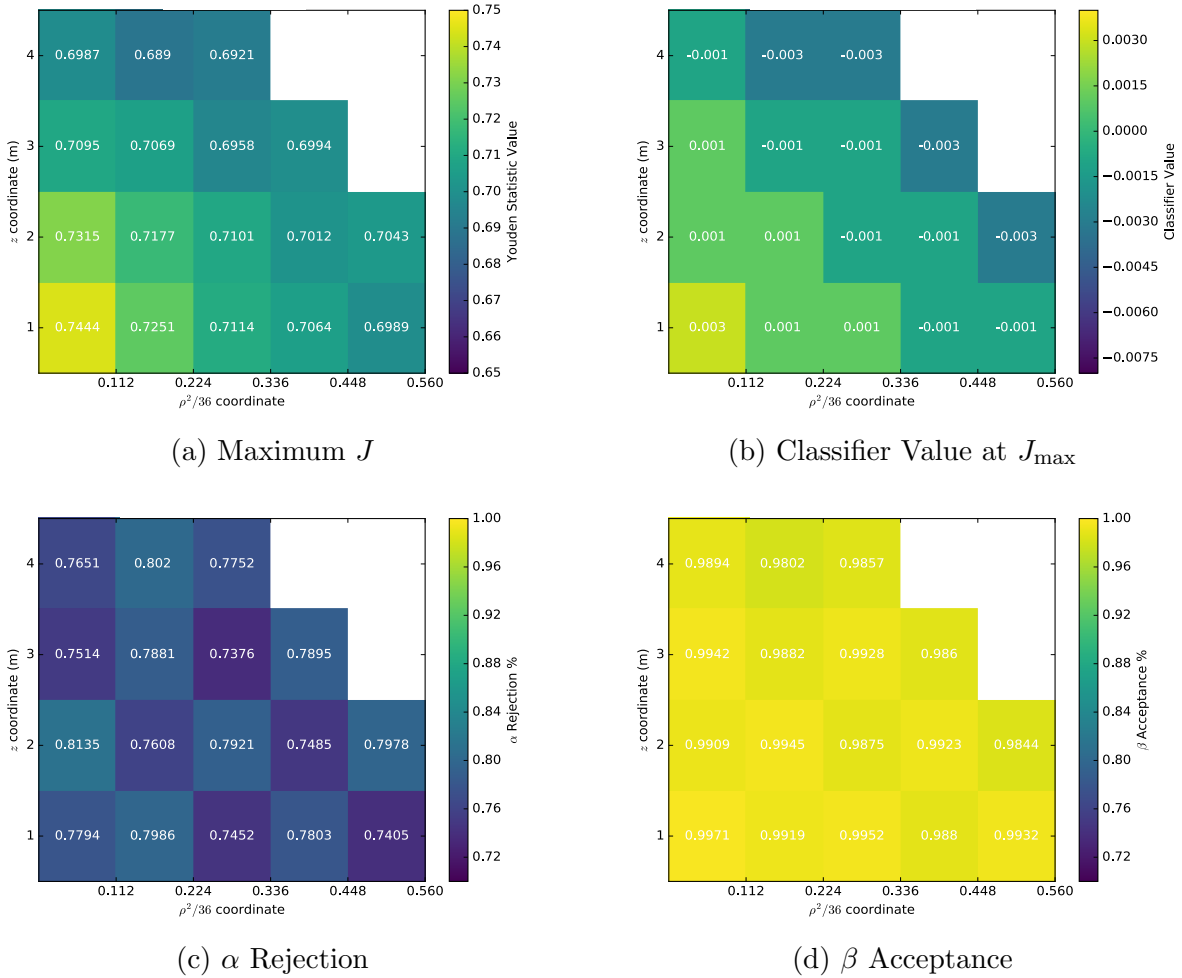 4
3
2
1
z coordinate (m)
0.6987 0.689 0.6921
0.7095 0.7069 0.6958 0.6994
0.7315 0.7177 0.7101 0.7012 0.7043
0.7444 0.7251 0.7114 0.7064 0.6989
0.112 0.224 0.336 0.448 0.560
ρ²/36 coordinate
0.75
0.74
0.73
0.72
0.71
0.70
0.69
0.68
0.67
0.66
0.65
Youden Statistic Value
(a) Maximum J
4
3
2
1
z coordinate (m)
-0.001 -0.003 -0.003
0.001 -0.001 -0.001 -0.003
0.001 0.001 -0.001 -0.001 -0.003
0.003 0.001 0.001 -0.001 -0.001
0.112 0.224 0.336 0.448 0.560
ρ²/36 coordinate
0.0030
0.0015
0.0000
−0.0015
−0.0030
−0.0045
−0.0060
−0.0075
Classifier Value
(b) Classifier Value at Jmax
4
3
2
1
z coordinate (m)
0.7651 0.802 0.7752
0.7514 0.7881 0.7376 0.7895
0.8135 0.7608 0.7921 0.7485 0.7978
0.7794 0.7986 0.7452 0.7803 0.7405
0.112 0.224 0.336 0.448 0.560
ρ²/36 coordinate
1.00
0.96
0.92
0.88
0.84
0.80
0.76
0.72
α Rejection %
(c) α Rejection
4
3
2
1
z coordinate (m)
0.9894 0.9802 0.9857
0.9942 0.9882 0.9928 0.986
0.9909 0.9945 0.9875 0.9923 0.9844
0.9971 0.9919 0.9952 0.988 0.9932
0.112 0.224 0.336 0.448 0.560
ρ²/36 coordinate
1.00
0.96
0.92
0.88
0.84
0.80
0.76
0.72
β Acceptance %
(d) β Acceptance